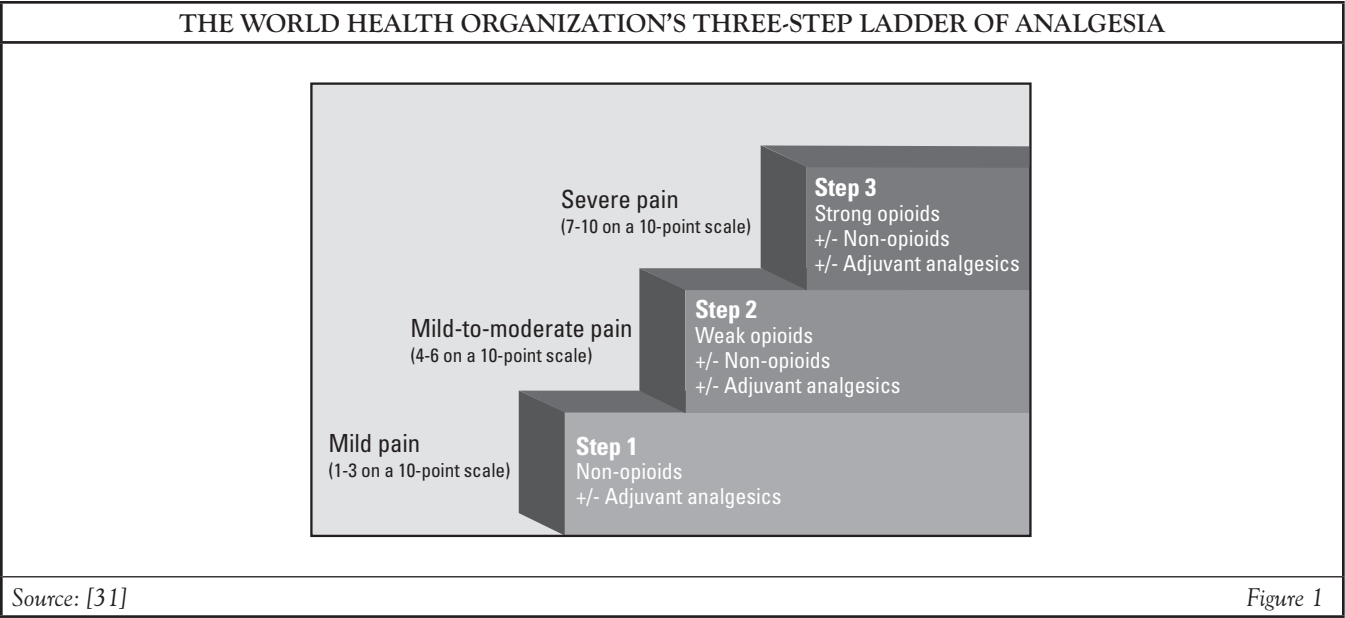 THE WORLD HEALTH ORGANIZATION'S THREE-STEP LADDER OF ANALGESIA
Severe pain
(7-10 on a 10-point scale)
Step 3
Strong opioids
+/- Non-opioids
+/- Adjuvant analgesics
Mild-to-moderate pain
(4-6 on a 10-point scale)
Step 2
Weak opioids
+/- Non-opioids
+/- Adjuvant analgesics
Mild pain
(1-3 on a 10-point scale)
Step 1
Non-opioids
+/- Adjuvant analgesics
Source: [31]
Figure 1